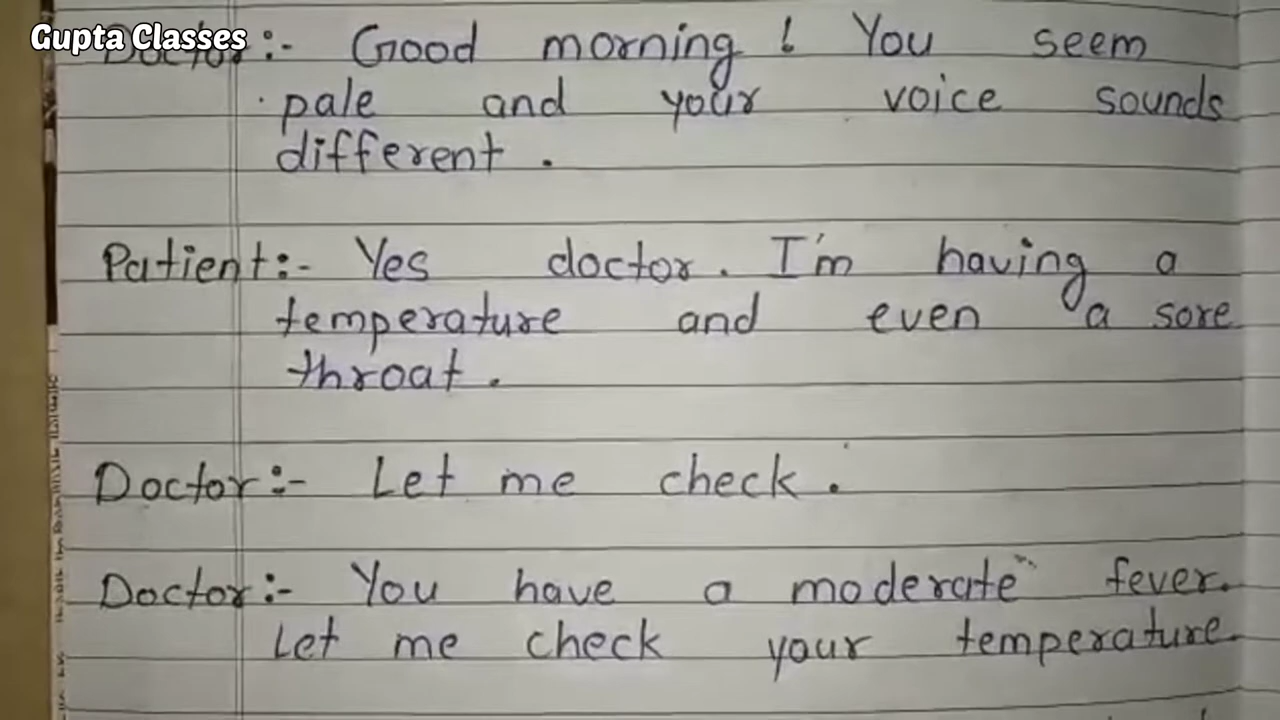 Gupta Classes
Doctor:- Good morning! You seem
pale and your voice sounds
different.
Patient:- Yes doctor. I'm having a
temperature and even a sore
throat.
Doctor:- Let me check.
Doctor:- You have a moderate fever.
Let me check your temperature